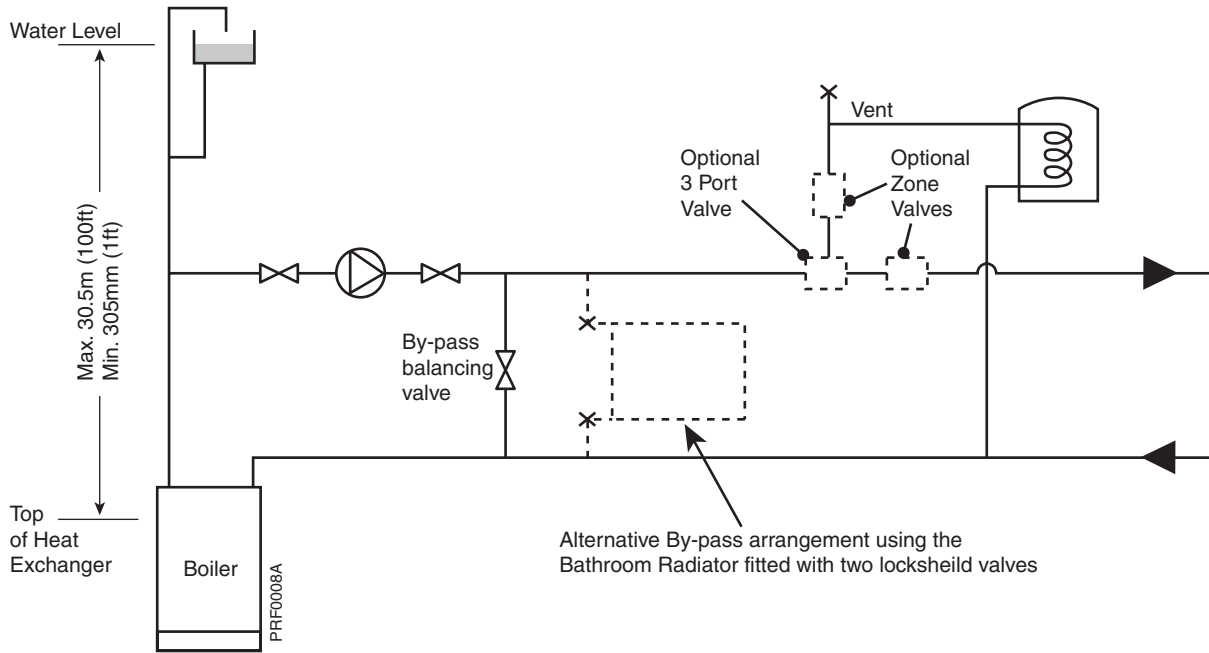 Water Level
Max. 30.5m (100ft)
Min. 305mm (1ft)
Vent
Optional
3 Port
Valve
Optional
Zone
Valves
By-pass
balancing
valve
Top
of Heat
Exchanger
Boiler
PRF0008A
Alternative By-pass arrangement using the
Bathroom Radiator fitted with two locksheild valves